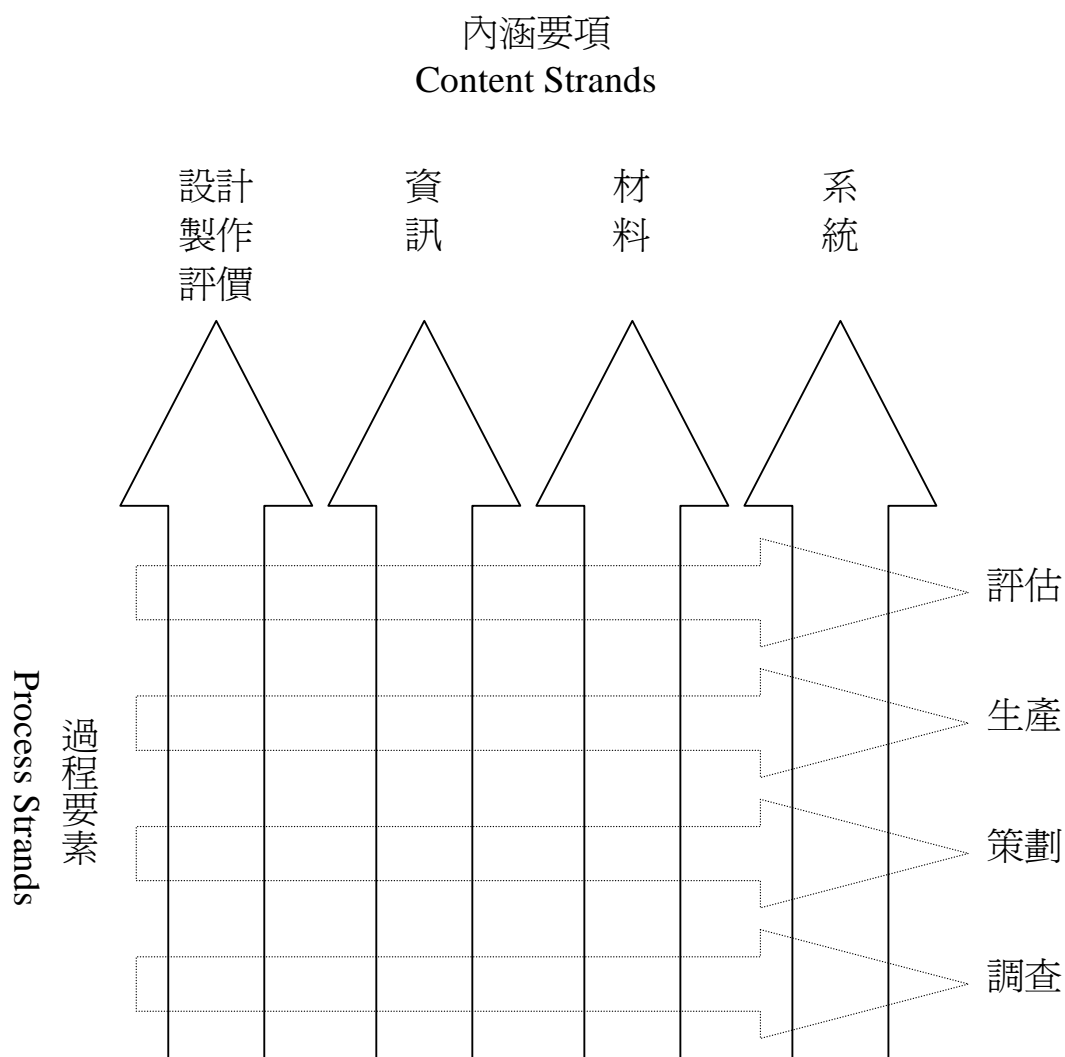 內涵要項
Content Strands
設計
製作
評價
資
訊
材
料
系
統
評估
生產
策劃
調查
過程要素
Process Strands